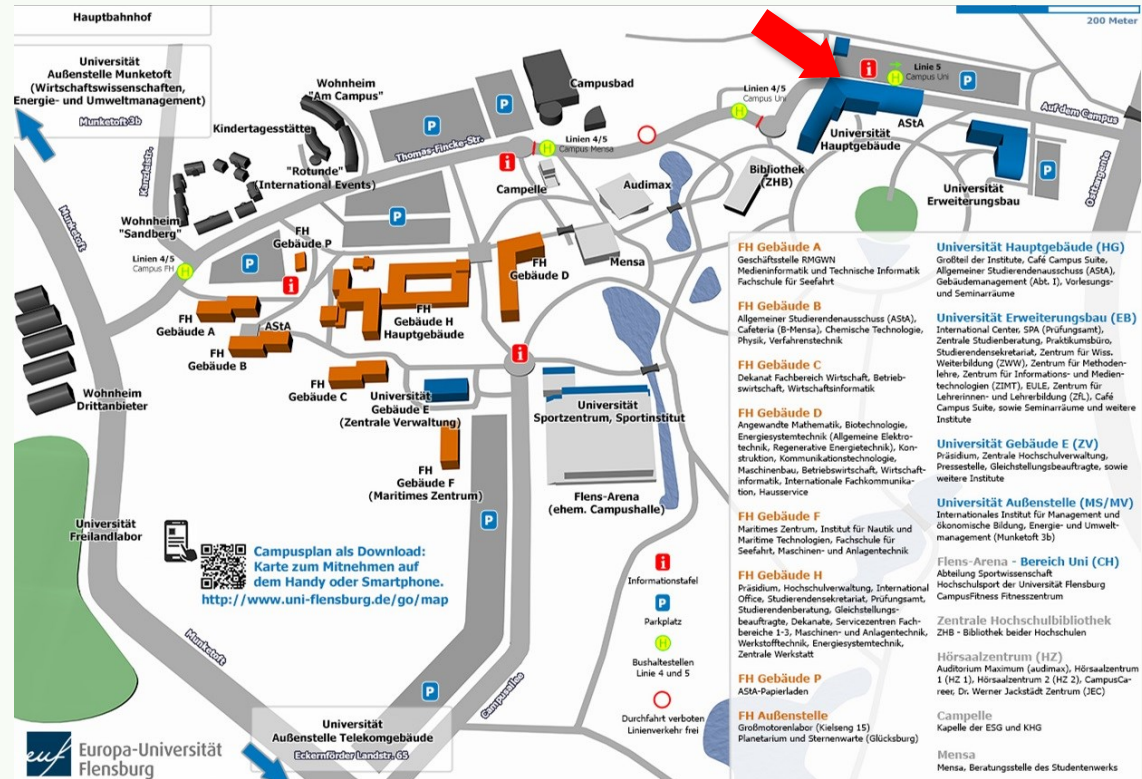 Hauptbahnhof
Universität
Außenstelle Munketoft
(Wirtschaftswissenschaften,
Energie- und Umweltmanagement)
Munketoft 3b
200 Meter
Wohnheim
"Am Campus"
Kindertagesstätte
"Rotunde"
(International Events)
Campusbad
Thomas-Fincke-Str.
Linien 4/5
Campus Mensa
Linien 4/5
Campus Uni
Linie 5
Campus Uni
AStA
Auf dem Campus
Universität
Hauptgebäude
Universität
Erweiterungsbau
Osttangente
Bibliothek
(ZHB)
Audimax
Campelle
Mensa
Kanzleistr.
Munketoft
Wohnheim
"Sandberg"
Linien 4/5
Campus FH
FH
Gebäude P
FH
Gebäude D
FH
Gebäude A
AStA
FH
Gebäude B
FH
Gebäude H
Hauptgebäude
FH
Gebäude C
Universität
Gebäude E
(Zentrale Verwaltung)
Universität
Sportzentrum, Sportinstitut
Wohnheim
Drittanbieter
FH
Gebäude F
(Maritimes Zentrum)
Flens-Arena
(ehem. Campushalle)
Universität
Freilandlabor
Campusplan als Download:
Karte zum Mitnehmen auf
dem Handy oder Smartphone.
http://www.uni-flensburg.de/go/map
Munketoft
Campusallee
Universität
Außenstelle Telekomgebäude
Eckernförder Landstr. 65
euf
Europa-Universität
Flensburg
i
Informationstafel
P
Parkplatz
H
Bushaltestellen
Linie 4 und 5
Durchfahrt verboten
Linienverkehr frei
FH Gebäude A
Geschäftsstelle RMGWN
Medieninformatik und Technische Informatik
Fachschule für Seefahrt
FH Gebäude B
Allgemeiner Studierendenausschuss (AStA),
Cafeteria (B-Mensa), Chemische Technologie,
Physik, Verfahrenstechnik
FH Gebäude C
Dekanat Fachbereich Wirtschaft, Betrieb-
swirtschaft, Wirtschaftsinformatik
FH Gebäude D
Angewandte Mathematik, Biotechnologie,
Energiesystemtechnik (Allgemeine Elektro-
technik, Regenerative Energietechnik), Kon-
struktion, Kommunikationstechnologie,
Maschinenbau, Betriebswirtschaft, Wirtschaft-
informatik, Internationale Fachkommunika-
tion, Hausservice
FH Gebäude F
Maritimes Zentrum, Institut für Nautik und
Maritime Technologien, Fachschule für
Seefahrt, Maschinen- und Anlagentechnik
FH Gebäude H
Präsidium, Hochschulverwaltung, International
Office, Studierendensekretariat, Prüfungsamt,
Studierendenberatung, Gleichstellungs-
beauftragte, Dekanate, Servicezentren Fach-
bereiche 1-3, Maschinen- und Anlagentechnik,
Werkstofftechnik, Energiesystemtechnik,
Zentrale Werkstatt
FH Gebäude P
AStA-Papierladen
FH Außenstelle
Großmotorenlabor (Kielseng 15)
Planetarium und Sternenwarte (Glücksburg)
Universität Hauptgebäude (HG)
Großteil der Institute, Café Campus Suite,
Allgemeiner Studierendenausschuss (AStA),
Gebäudemanagement (Abt. I), Vorlesungs-
und Seminarräume
Universität Erweiterungsbau (EB)
International Center, SPA (Prüfungsamt),
Zentrale Studienberatung, Praktikumsbüro,
Studierendensekretariat, Zentrum für Wiss.
Weiterbildung (ZWW), Zentrum für Methoden-
lehre, Zentrum für Informations- und Medien-
technologien (ZIMT), EULE, Zentrum für
Lehrerinnen- und Lehrerbildung (ZfL), Café
Campus Suite, sowie Seminarräume und weitere
Institute
Universität Gebäude E (ZV)
Präsidium, Zentrale Hochschulverwaltung,
Pressestelle, Gleichstellungsbeauftragte, sowie
weitere Institute
Universität Außenstelle (MS/MV)
Internationales Institut für Management und
ökonomische Bildung, Energie- und Umwelt-
management (Munketoft 3b)
Flens-Arena - Bereich Uni (CH)
Abteilung Sportwissenschaft
Hochschulsport der Universität Flensburg
CampusFitness Fitnesszentrum
Zentrale Hochschulbibliothek
ZHB - Bibliothek beider Hochschulen
Hörsaalzentrum (HZ)
Auditorium Maximum (audimax), Hörsaalzentrum
1 (HZ 1), Hörsaalzentrum 2 (HZ 2), CampusCa-
reer, Dr. Werner Jackstädt Zentrum (JEC)
Campelle
Kapelle der ESG und KHG
Mensa
Mensa, Beratungsstelle des Studentenwerks